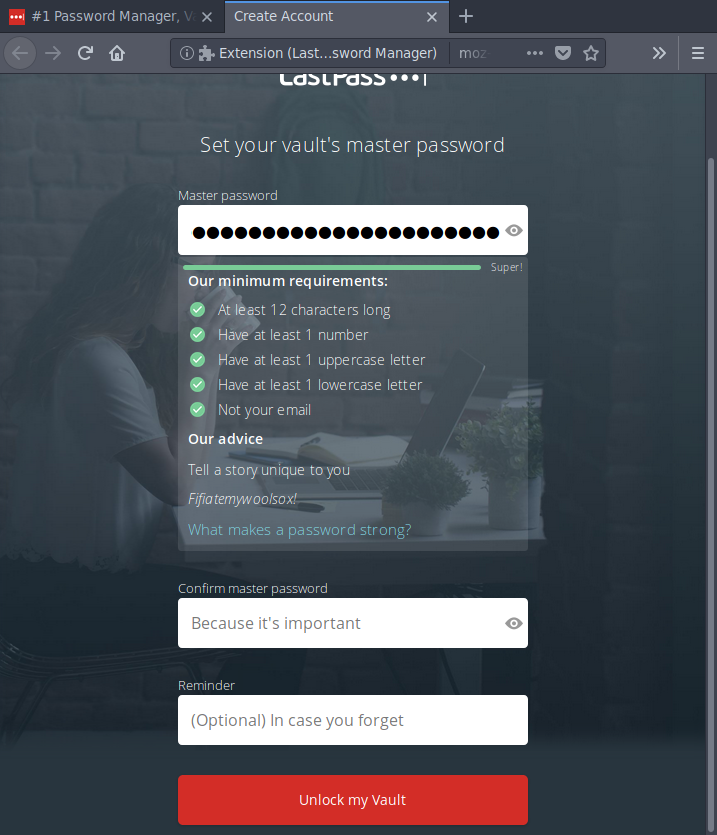 #1 Password Manager, V
Create Account
Extension (Last…sword Manager)
moz-
LastPass
Set your vault's master password
Master password
Super!
Our minimum requirements:
At least 12 characters long
Have at least 1 number
Have at least 1 uppercase letter
Have at least 1 lowercase letter
Not your email
Our advice
Tell a story unique to you
Fifiatemywoolsox!
What makes a password strong?
Confirm master password
Because it's important
Reminder
(Optional) In case you forget
Unlock my Vault